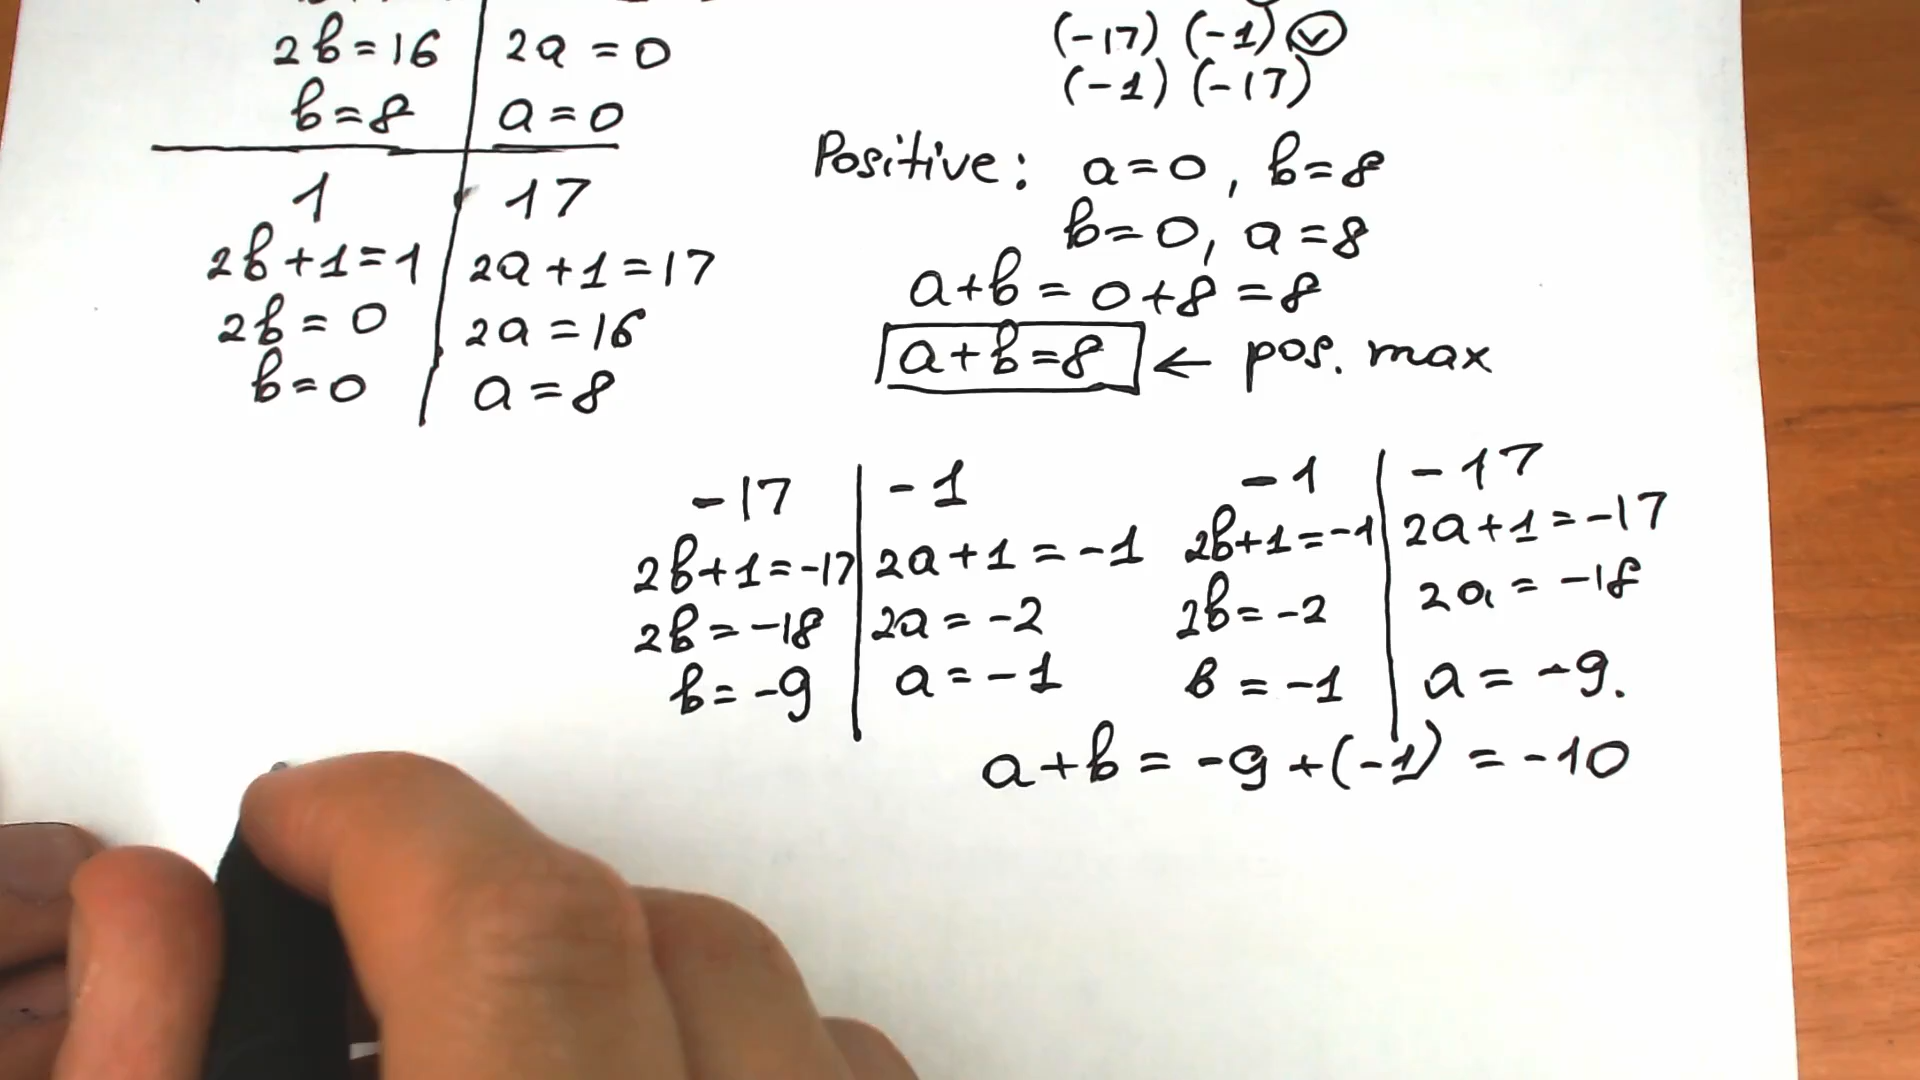 2b=16 2a=0
b=8 a=0
1 17
2b+1=1 2a+1=17
2b=0 2a=16
b=0 a=8
(-17) (-1)
(-1) (-17)
Positive: a=0, b=8
b=0, a=8
a+b=0+8=8
a+b=8 ← pos. max
-17 -1
2b+1=-17 2a+1=-1
2b=-18 2a=-2
b=-9 a=-1
-1 -17
2b+1=-1 2a+1=-17
2b=-2 2a=-18
b=-1 a=-9.
a+b=-9+(-1)=-10